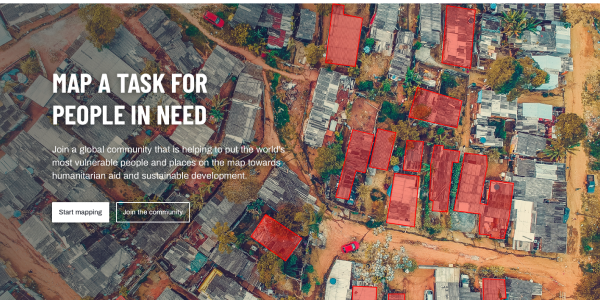 MAP A TASK FOR
PEOPLE IN NEED
Join a global community that is helping to put the world's
most vulnerable people and places on the map towards
humanitarian aid and sustainable development.
Start mapping
Join the community